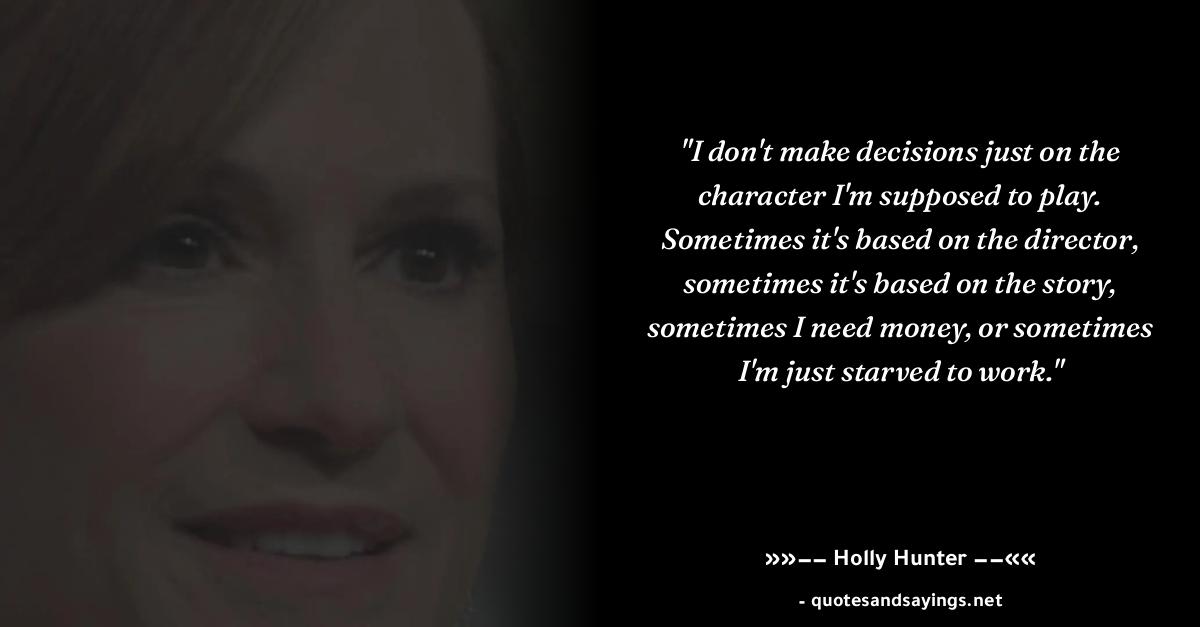 "I don't make decisions just on the
character I'm supposed to play.
Sometimes it's based on the director,
sometimes it's based on the story,
sometimes I need money, or sometimes
I'm just starved to work."
»»−− Holly Hunter −−««
- quotesandsayings.net